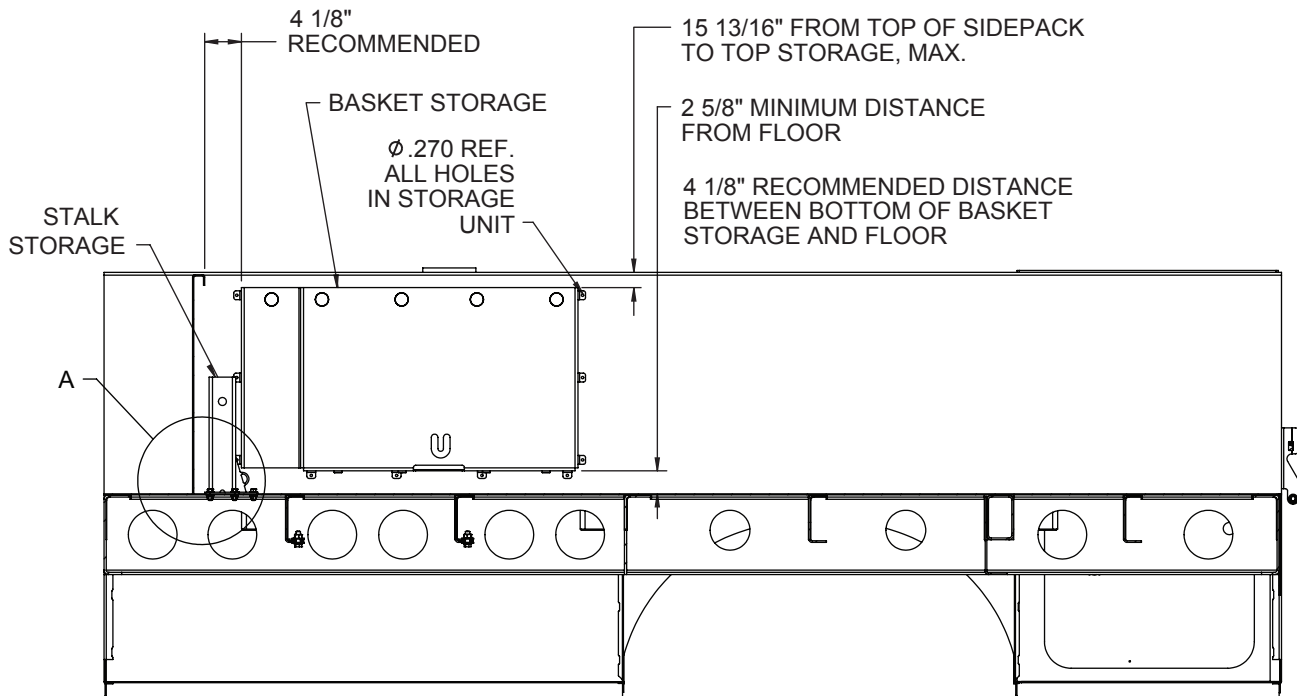 4 1/8"
RECOMMENDED
15 13/16" FROM TOP OF SIDEPACK
TO TOP STORAGE, MAX.
BASKET STORAGE
2 5/8" MINIMUM DISTANCE
FROM FLOOR
Ø .270 REF.
ALL HOLES
IN STORAGE
UNIT
4 1/8" RECOMMENDED DISTANCE
BETWEEN BOTTOM OF BASKET
STORAGE AND FLOOR
STALK
STORAGE
A